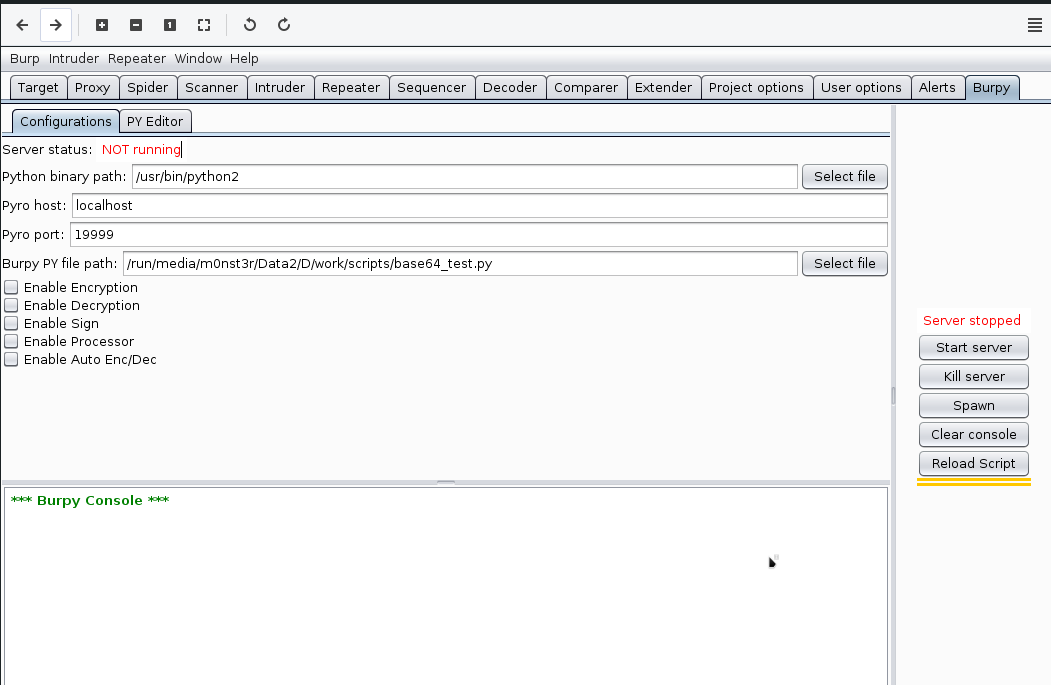 1
Burp Intruder Repeater Window Help
Target Proxy Spider Scanner Intruder Repeater Sequencer Decoder Comparer Extender Project options User options Alerts Burpy
Configurations PY Editor
Server status: NOT running
Python binary path: /usr/bin/python2 Select file
Pyro host: localhost
Pyro port: 19999
Burpy PY file path: /run/media/m0nst3r/Data2/D/work/scripts/base64_test.py Select file
Enable Encryption
Enable Decryption
Enable Sign
Enable Processor
Enable Auto Enc/Dec
Server stopped
Start server
Kill server
Spawn
Clear console
Reload Script
*** Burpy Console ***